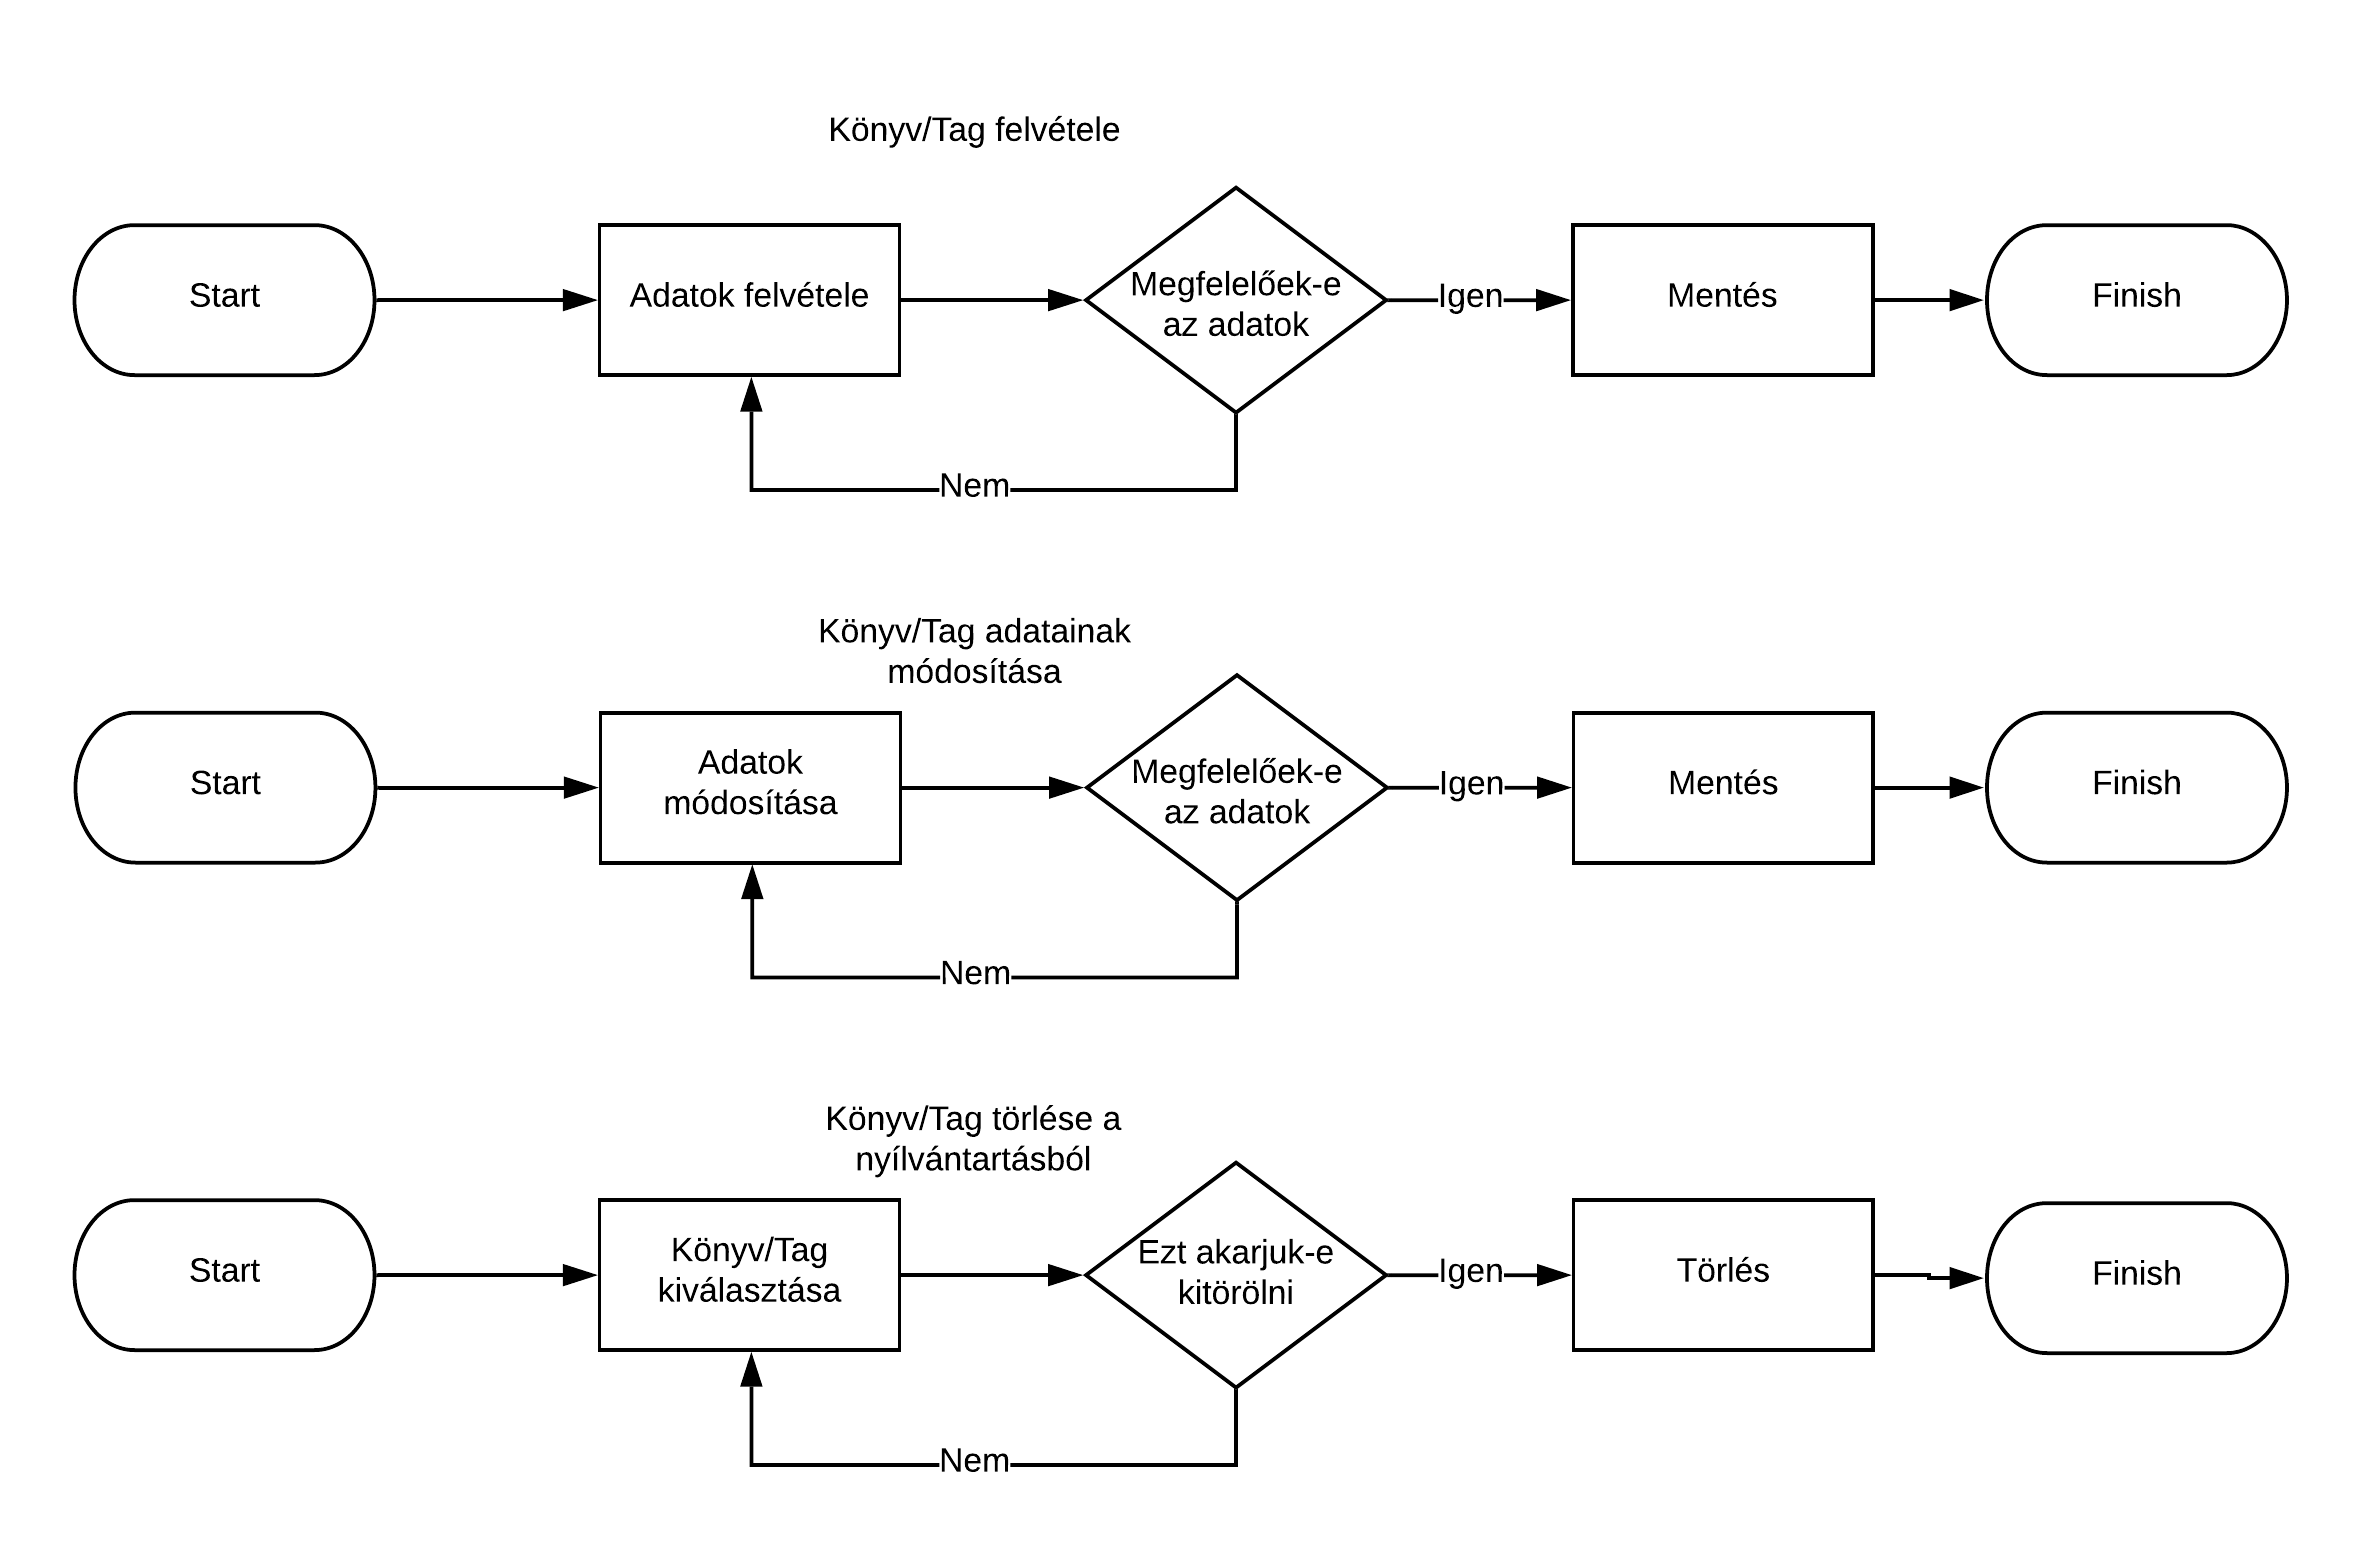 Könyv/Tag felvétele
Start
Adatok felvétele
Megfelelőek-e
az adatok
Igen
Mentés
Finish
Nem
Könyv/Tag adatainak
módosítása
Start
Adatok
módosítása
Megfelelőek-e
az adatok
Igen
Mentés
Finish
Nem
Könyv/Tag törlése a
nyílvántartásból
Start
Könyv/Tag
kiválasztása
Ezt akarjuk-e
kitörölni
Igen
Törlés
Finish
Nem